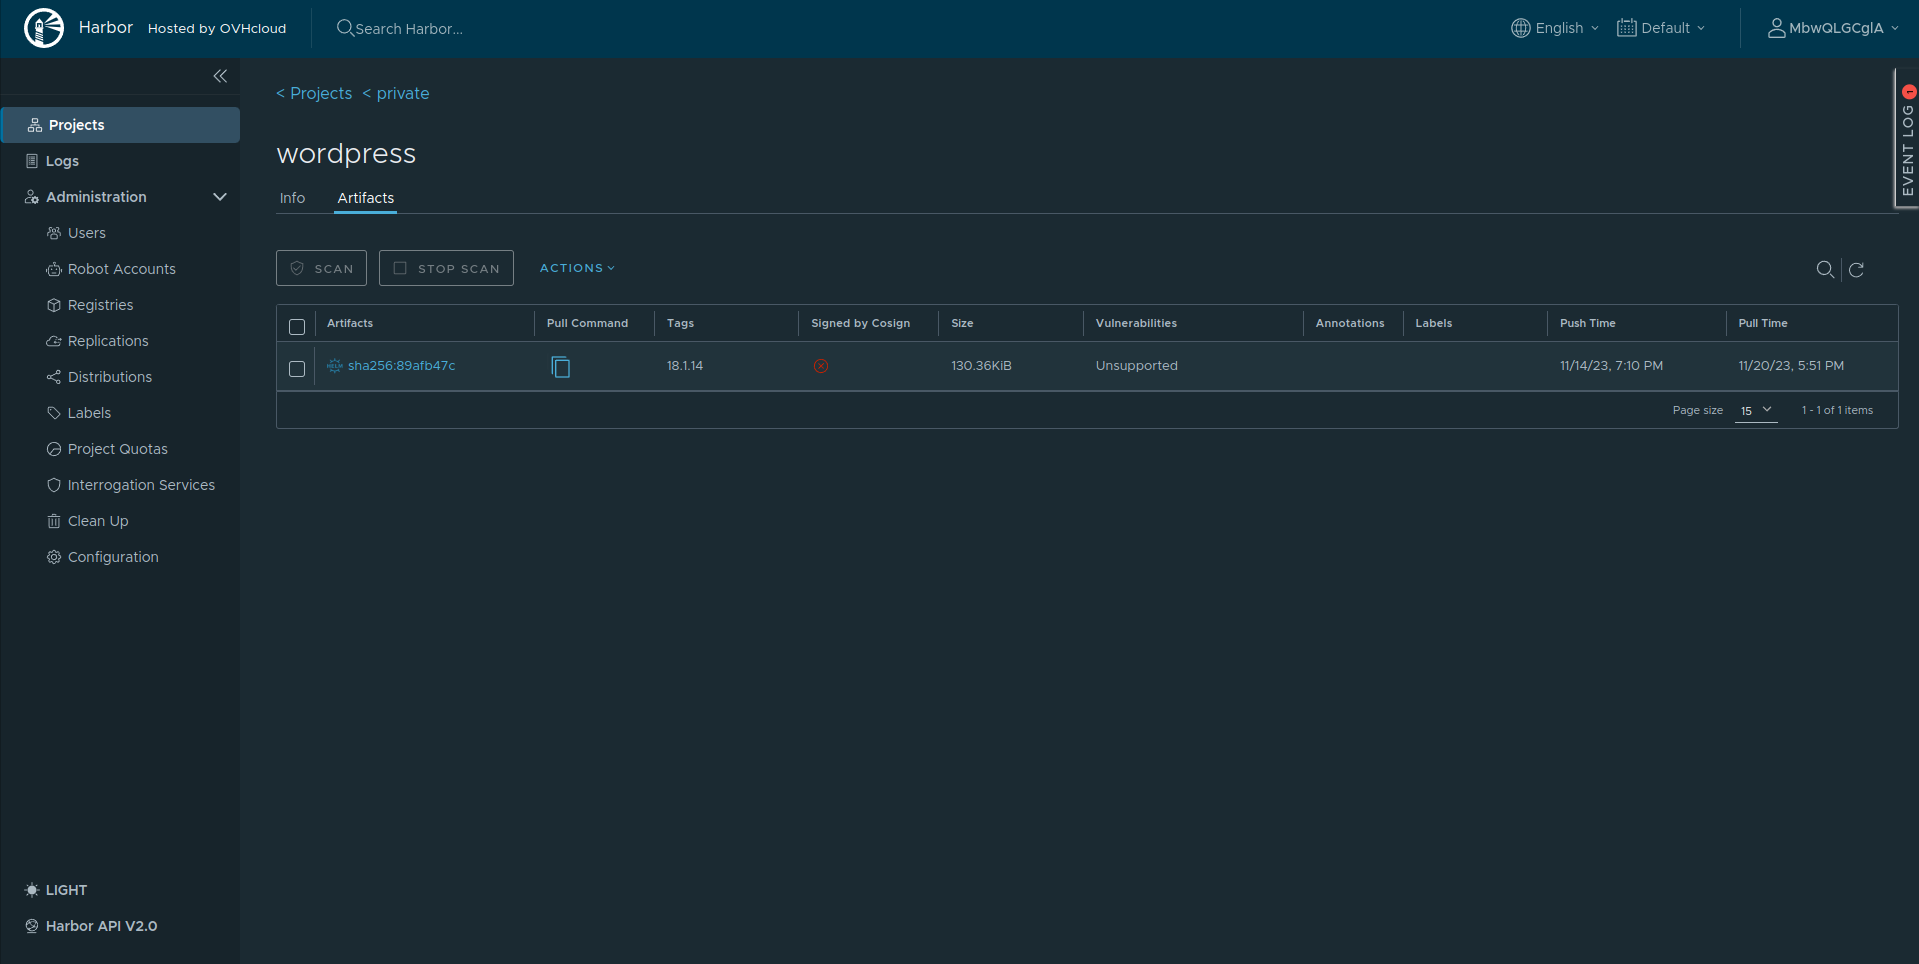 Harbor Hosted by OVHcloud Search Harbor... English Default MbwQLGCglA
< Projects < private
EVENT LOG 1
Projects
Logs
Administration
Users
Robot Accounts
Registries
Replications
Distributions
Labels
Project Quotas
Interrogation Services
Clean Up
Configuration
LIGHT
Harbor API V2.0
wordpress
Info Artifacts
SCAN STOP SCAN ACTIONS
Artifacts Pull Command Tags Signed by Cosign Size Vulnerabilities Annotations Labels Push Time Pull Time
HELM sha256:89afb47c 18.1.14 130.36KiB Unsupported 11/14/23, 7:10 PM 11/20/23, 5:51 PM
Page size 15 1 - 1 of 1 items